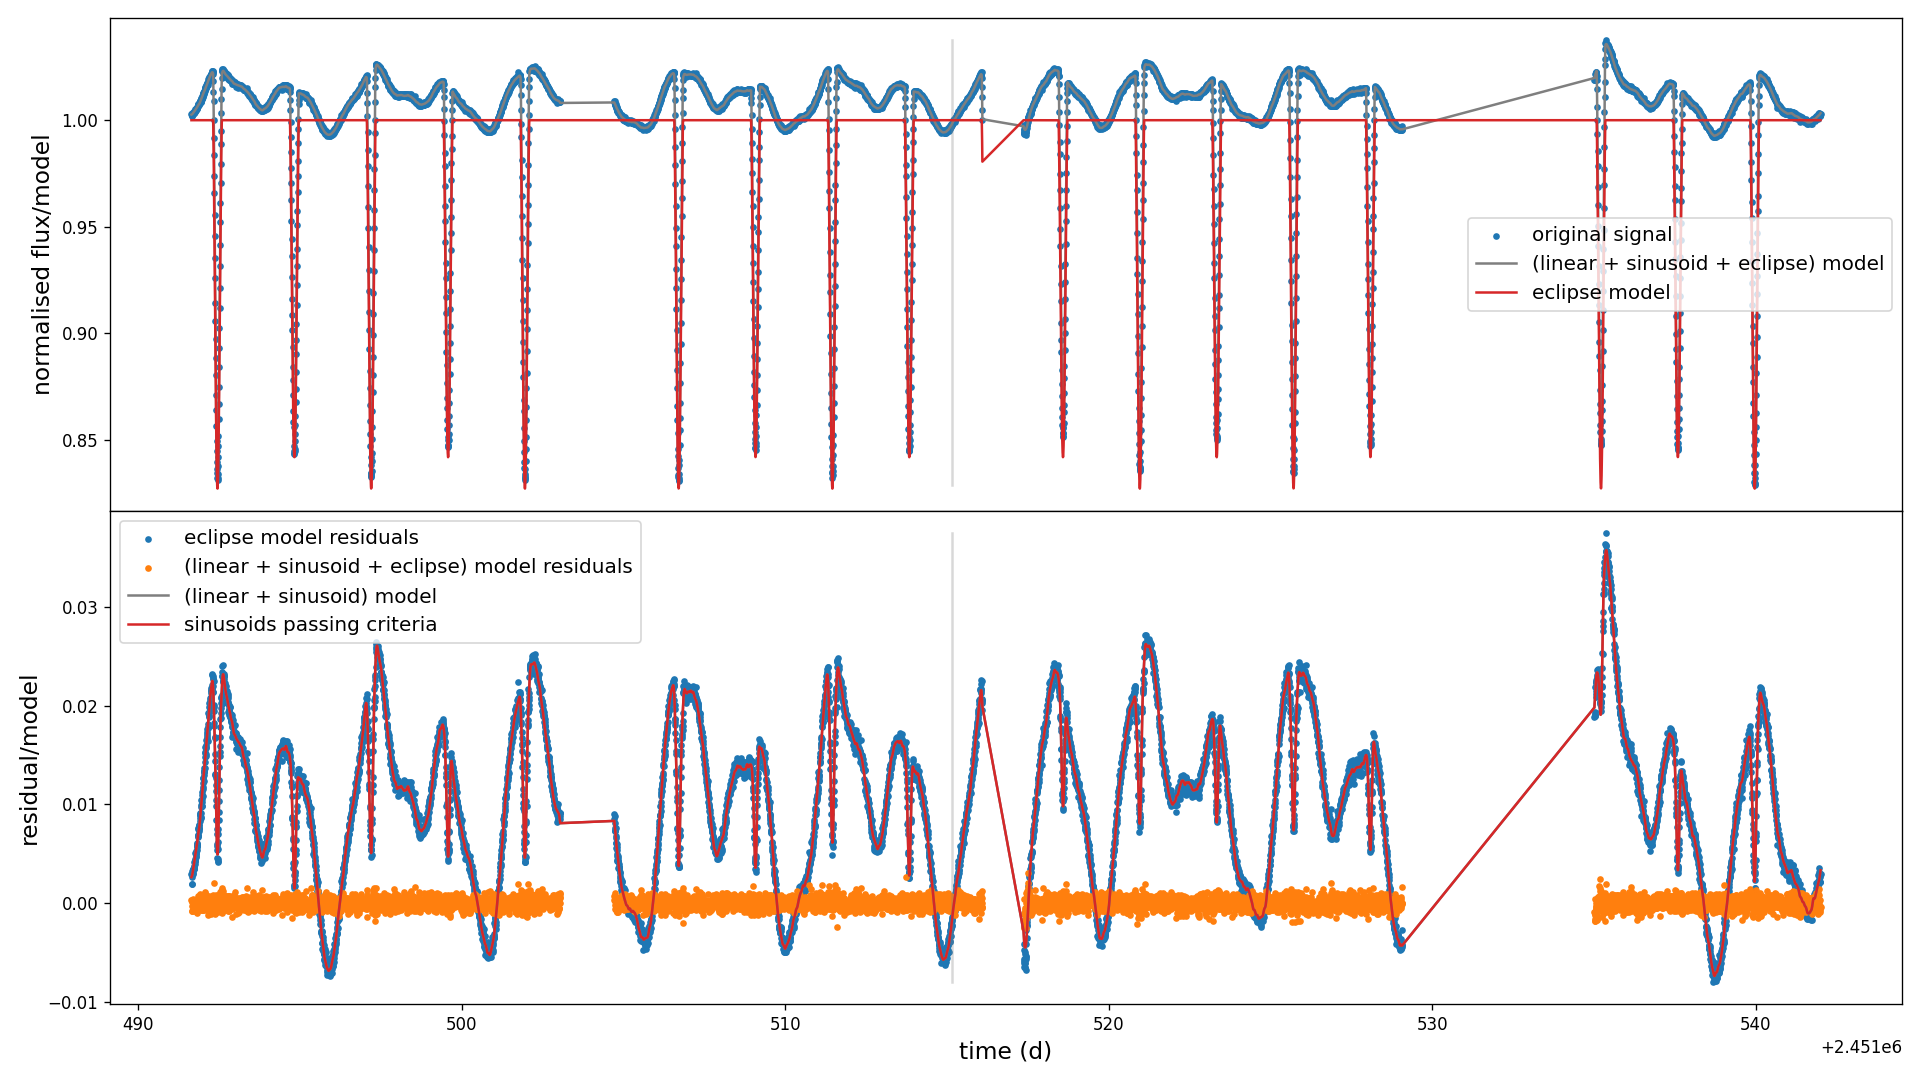 normalised flux/model
1.00
0.95
0.90
0.85
original signal
(linear + sinusoid + eclipse) model
eclipse model
residual/model
0.03
0.02
0.01
0.00
−0.01
eclipse model residuals
(linear + sinusoid + eclipse) model residuals
(linear + sinusoid) model
sinusoids passing criteria
490 500 510 520 530 540
+2.451e6
time (d)